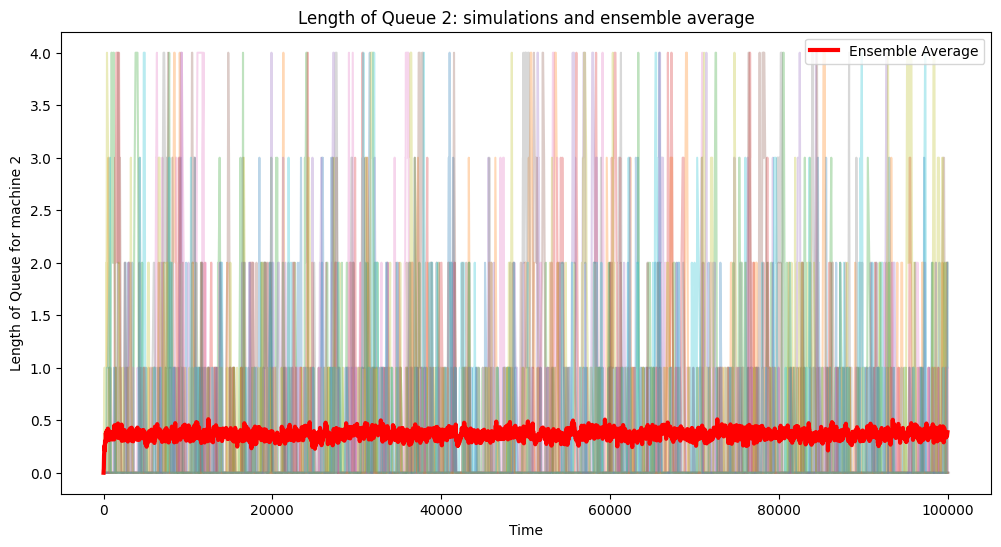 Length of Queue 2: simulations and ensemble average
Ensemble Average
Length of Queue for machine 2
4.0
3.5
3.0
2.5
2.0
1.5
1.0
0.5
0.0
0 20000 40000 60000 80000 100000
Time